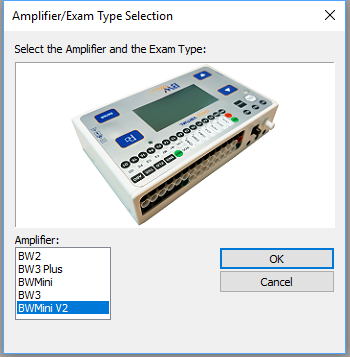 Amplifier/Exam Type Selection
Select the Amplifier and the Exam Type:
Amplifier:
BW2
BW3 Plus
BWMini
BW3
BWMini V2
OK
Cancel